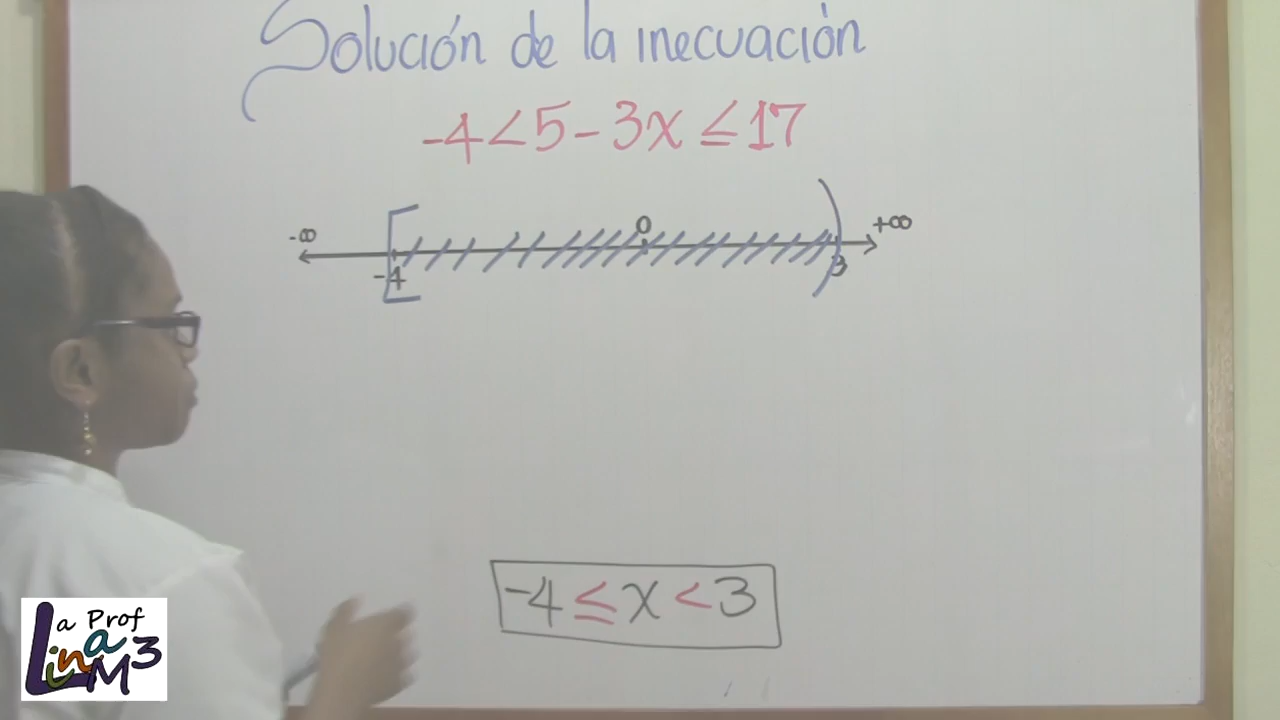 Solución de la inecuación
-4<5-3x≤17
-∞ 0 +∞
-4 3
-4≤x<3
La Prof
Lina
M3